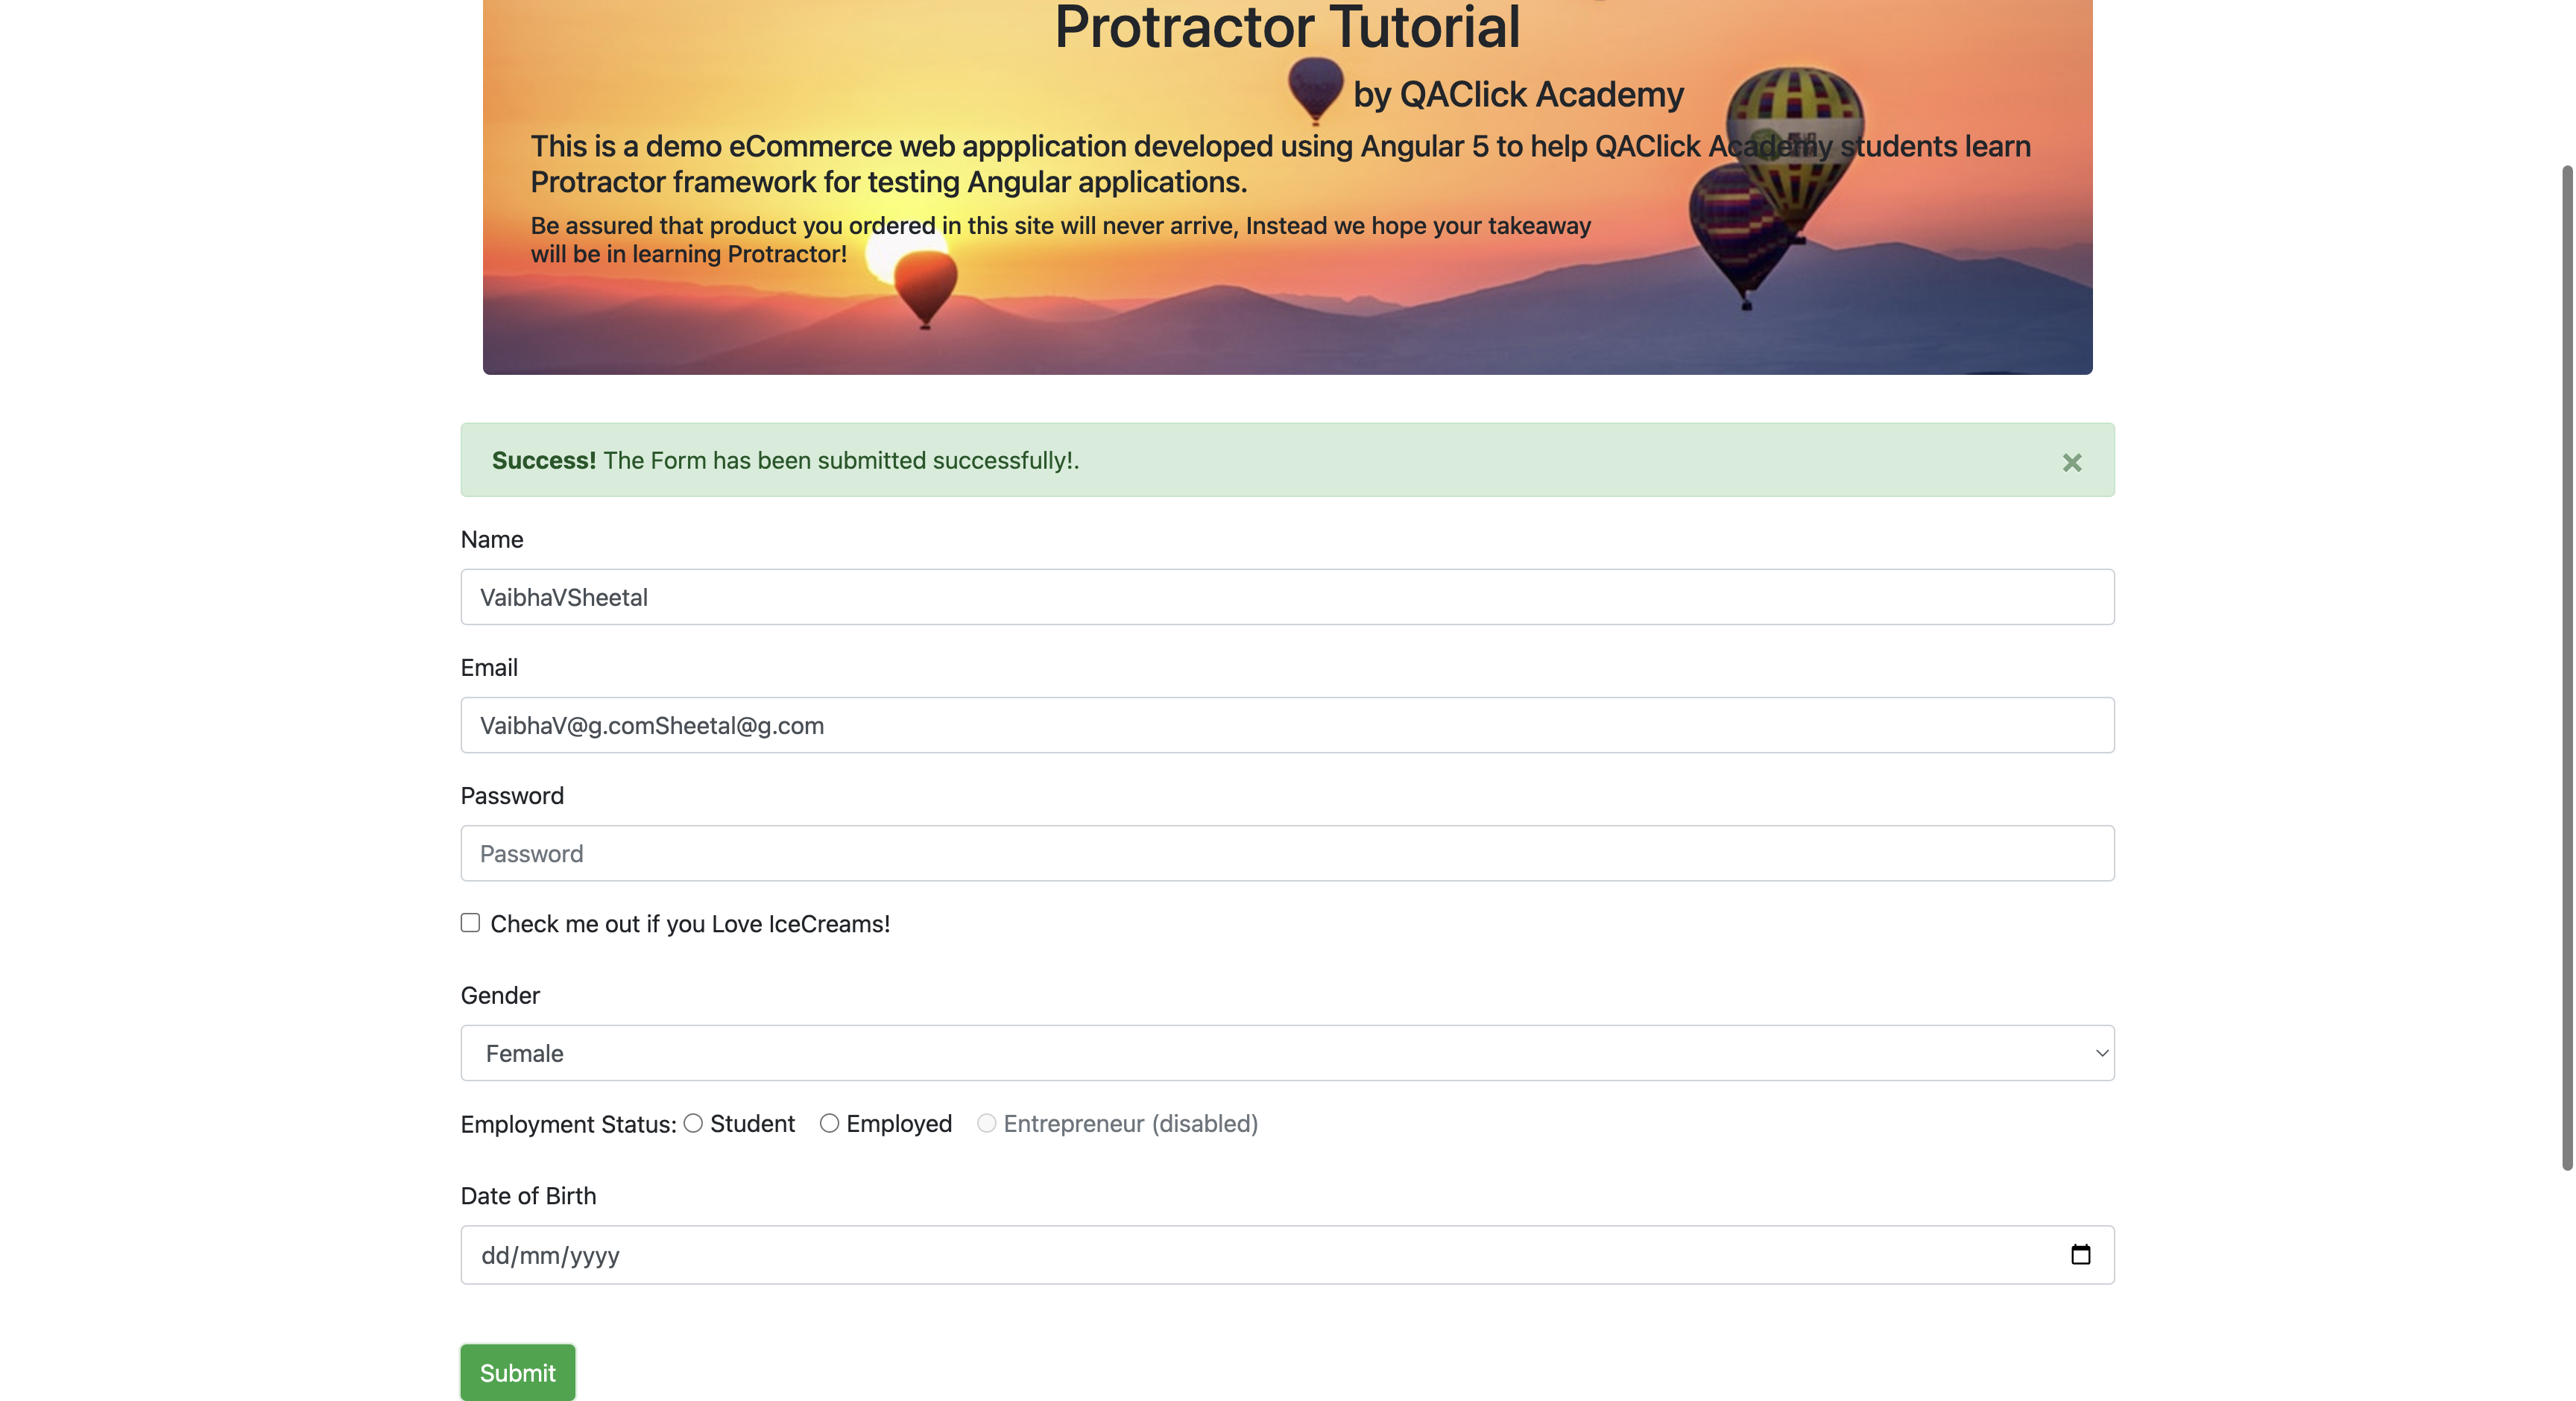 Protractor Tutorial
by QAClick Academy
This is a demo eCommerce web appplication developed using Angular 5 to help QAClick Academy students learn
Protractor framework for testing Angular applications.
Be assured that product you ordered in this site will never arrive, Instead we hope your takeaway
will be in learning Protractor!
Success! The Form has been submitted successfully!.
×
Name
VaibhaVSheetal
Email
VaibhaV@g.comSheetal@g.com
Password
Password
Check me out if you Love IceCreams!
Gender
Female
Employment Status: Student Employed Entrepreneur (disabled)
Date of Birth
dd/mm/yyyy
Submit